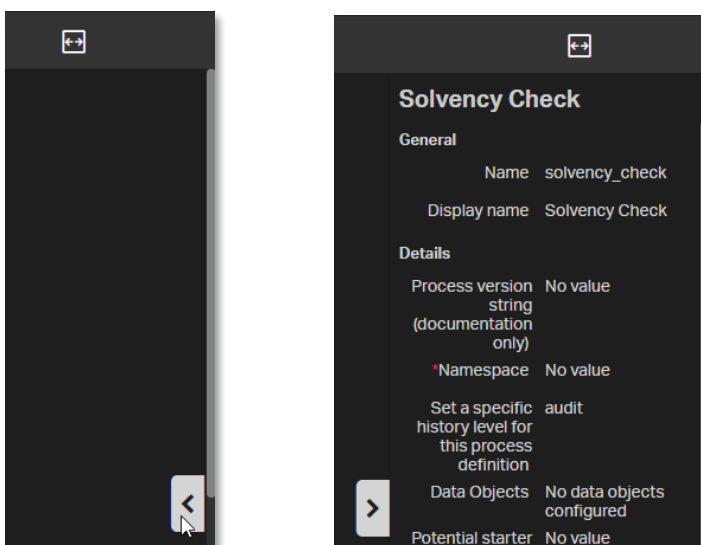 Solvency Check
General
Name solvency_check
Display name Solvency Check
Details
Process version No value
string
(documentation
only)
*Namespace No value
Set a specific audit
history level for
this process
definition
Data Objects No data objects
configured
Potential starter No value